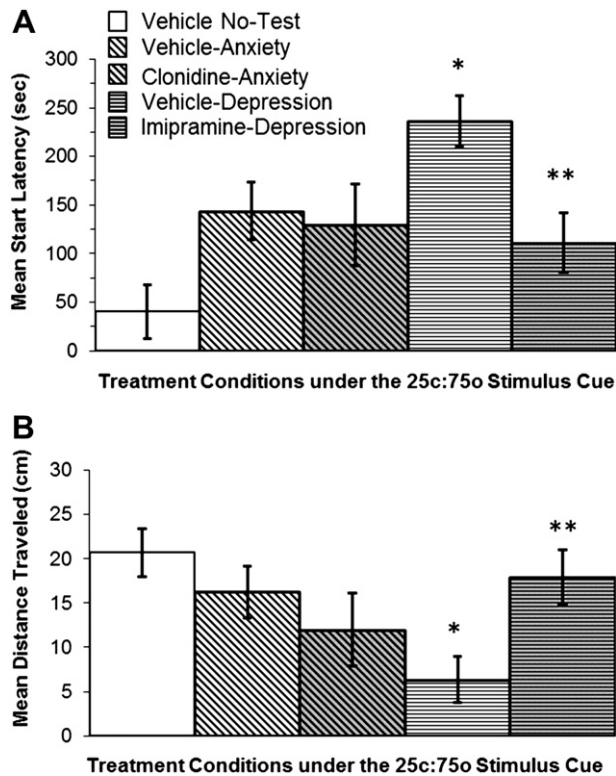 A
Vehicle No-Test
Vehicle-Anxiety
Clonidine-Anxiety
Vehicle-Depression
Imipramine-Depression
Mean Start Latency (sec)
300
250
200
150
100
50
0
*
**
Treatment Conditions under the 25c:75o Stimulus Cue
B
Mean Distance Traveled (cm)
30
25
20
15
10
5
0
*
**
Treatment Conditions under the 25c:75o Stimulus Cue